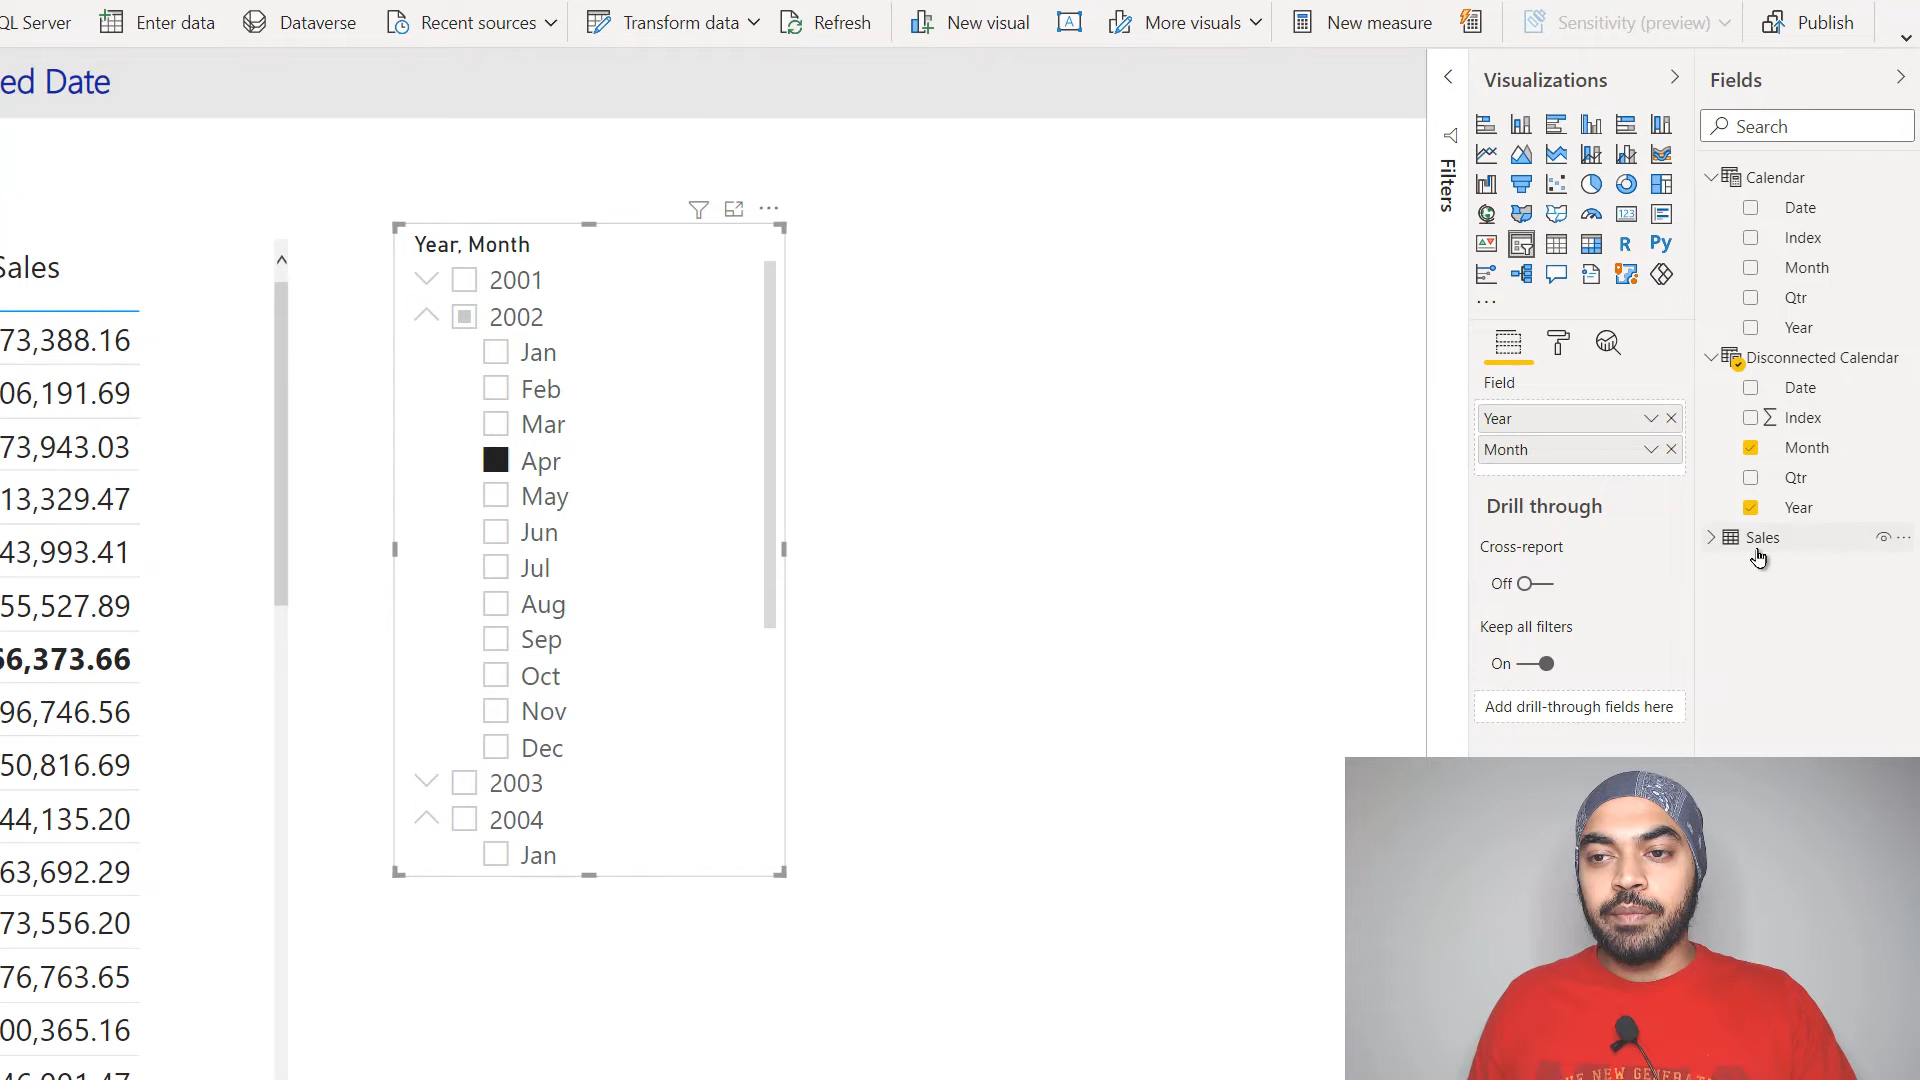 QL Server
Enter data
Dataverse
Recent sources
Transform data
Refresh
New visual
A
More visuals
New measure
Sensitivity (preview)
Publish
ed Date
Sales
73,388.16
06,191.69
73,943.03
13,329.47
43,993.41
55,527.89
66,373.66
96,746.56
50,816.69
44,135.20
63,692.29
73,556.20
76,763.65
00,365.16
Year, Month
2001
2002
Jan
Feb
Mar
Apr
May
Jun
Jul
Aug
Sep
Oct
Nov
Dec
2003
2004
Jan
Filters
Visualizations
123
R
Py
...
Field
Year
Month
Drill through
Cross-report
Off
Keep all filters
On
Add drill-through fields here
Fields
Search
Calendar
Date
Index
Month
Qtr
Year
Disconnected Calendar
Date
∑ Index
Month
Qtr
Year
Sales
THE NEW GENERAT